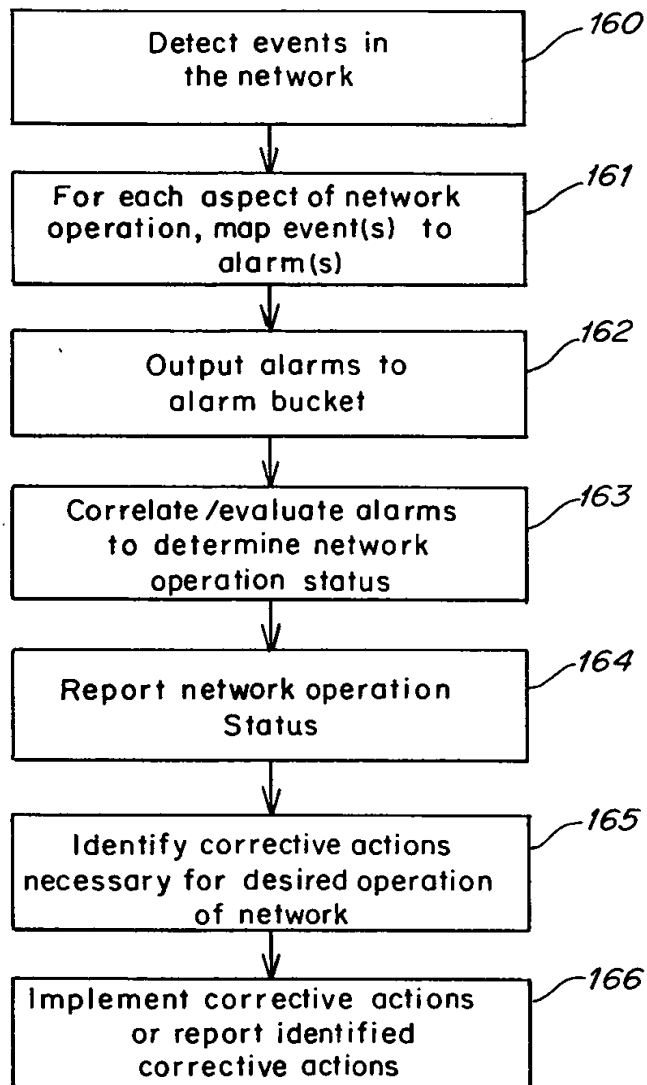 160
Detect events in
the network
161
For each aspect of network
operation, map event(s) to
alarm(s)
162
Output alarms to
alarm bucket
163
Correlate/evaluate alarms
to determine network
operation status
164
Report network operation
Status
165
Identify corrective actions
necessary for desired operation
of network
166
Implement corrective actions
or report identified
corrective actions